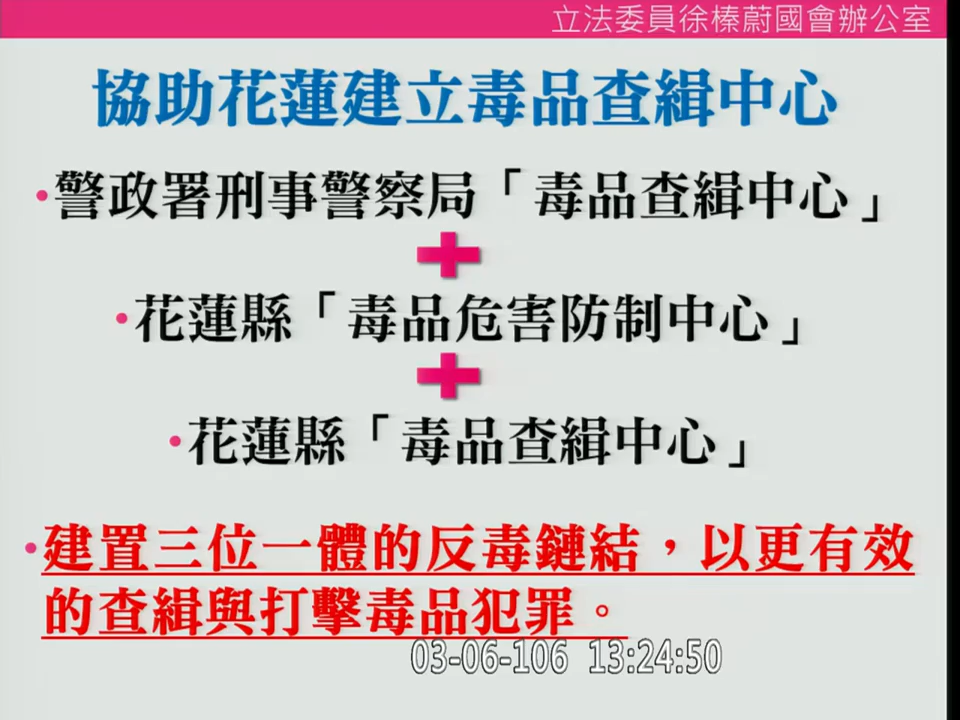 立法委員徐榛蔚國會辦公室
協助花蓮建立毒品查緝中心
•警政署刑事警察局「毒品查緝中心」
•花蓮縣「毒品危害防制中心」
•花蓮縣「毒品查緝中心」
•建置三位一體的反毒鏈結，以更有效
的查緝與打擊毒品犯罪。
03-06-106 13:24:50